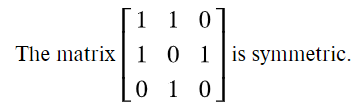 The matrix [1 1 0
1 0 1
0 1 0] is symmetric.